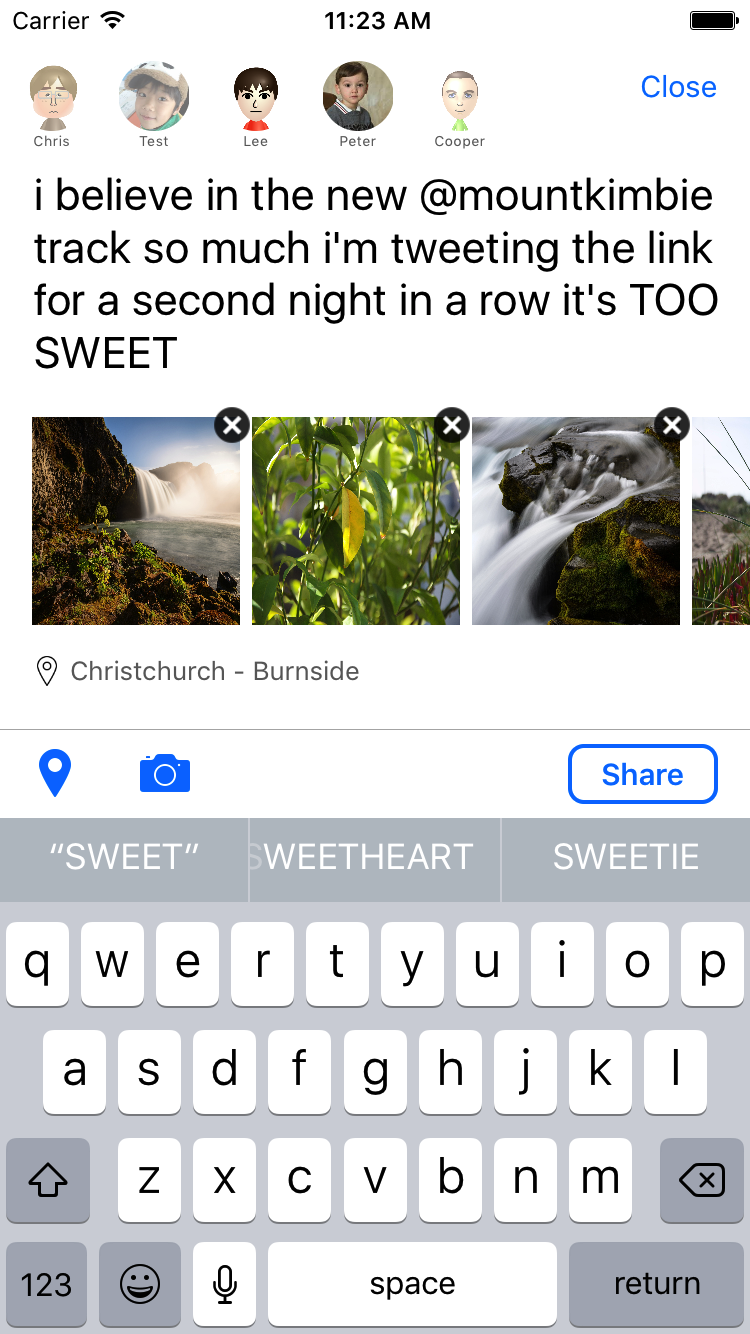 Carrier 11:23 AM
Close
Chris Test Lee Peter Cooper
i believe in the new @mountkimbie
track so much i'm tweeting the link
for a second night in a row it's TOO
SWEET
Christchurch - Burnside
Share
“SWEET” SWEETHEART SWEETIE
q w e r t y u i o p
a s d f g h j k l
z x c v b n m
123 space return